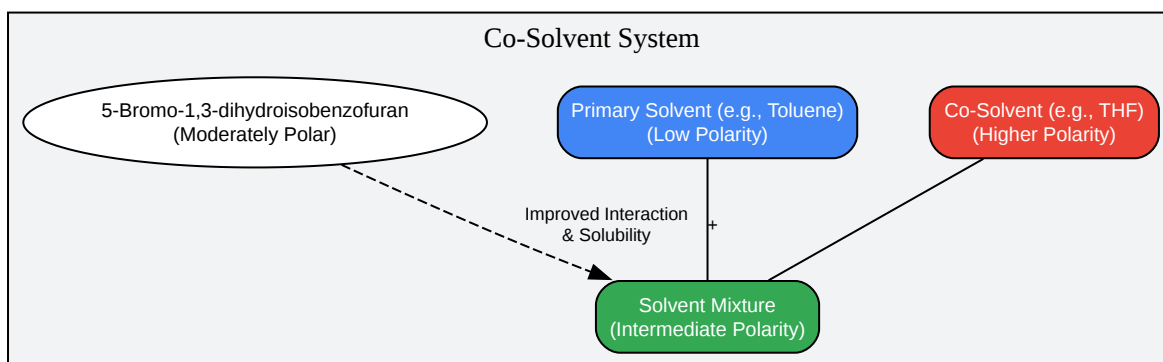 Co-Solvent System
5-Bromo-1,3-dihydroisobenzofuran
(Moderately Polar)
Primary Solvent (e.g., Toluene)
(Low Polarity)
Co-Solvent (e.g., THF)
(Higher Polarity)
Improved Interaction
& Solubility
+
Solvent Mixture
(Intermediate Polarity)